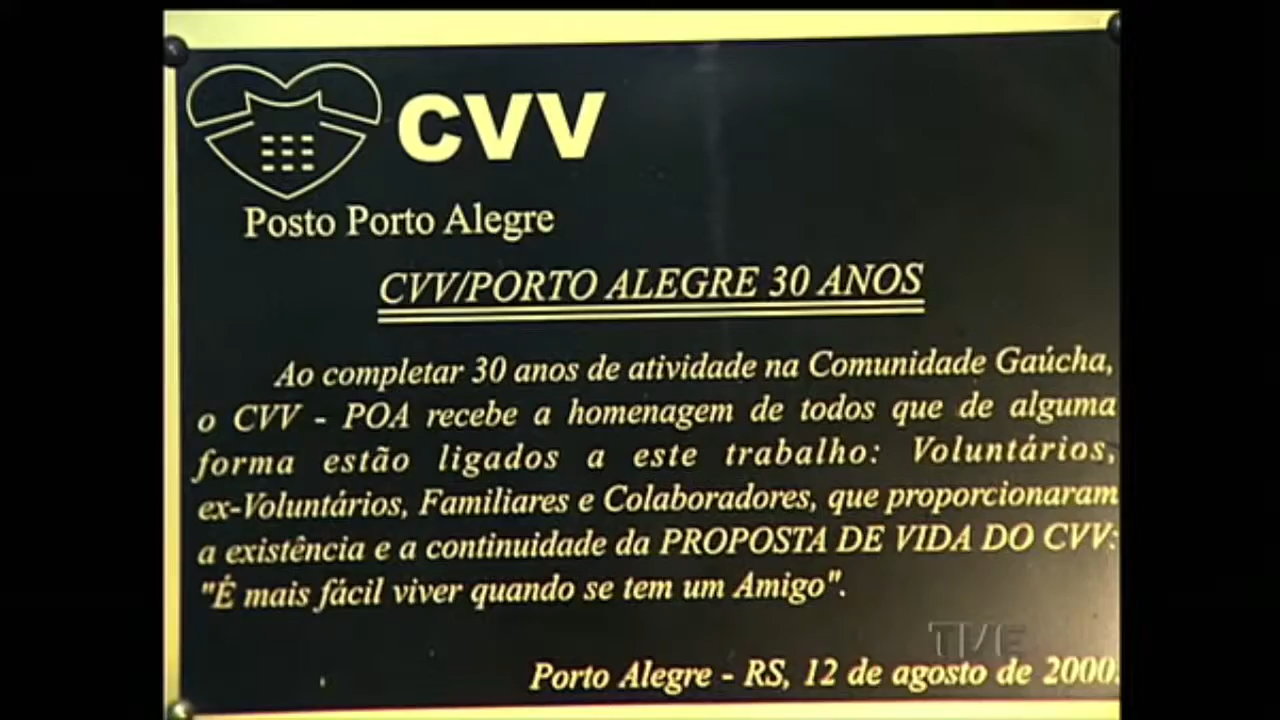 CVV
Posto Porto Alegre
CVV/PORTO ALEGRE 30 ANOS
Ao completar 30 anos de atividade na Comunidade Gaúcha,
o CVV - POA recebe a homenagem de todos que de alguma
forma estão ligados a este trabalho: Voluntários,
ex-Voluntários, Familiares e Colaboradores, que proporcionaram
a existência e a continuidade da PROPOSTA DE VIDA DO CVV:
"É mais fácil viver quando se tem um Amigo".
TVE
Porto Alegre - RS, 12 de agosto de 2000.